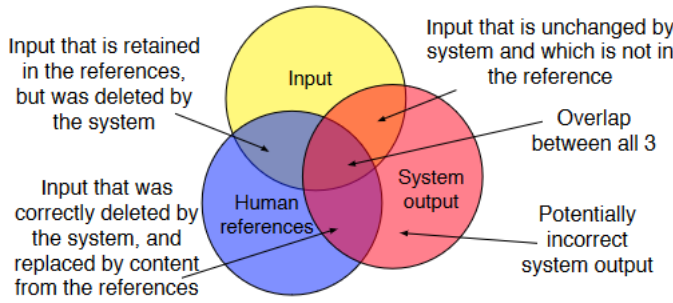 Input that is retained
in the references,
but was deleted by
the system
Input
Input that is unchanged by
system and which is not in
the reference
Overlap
between all 3
Human
references
System
output
Input that was
correctly deleted by
the system, and
replaced by content
from the references
Potentially
incorrect
system output